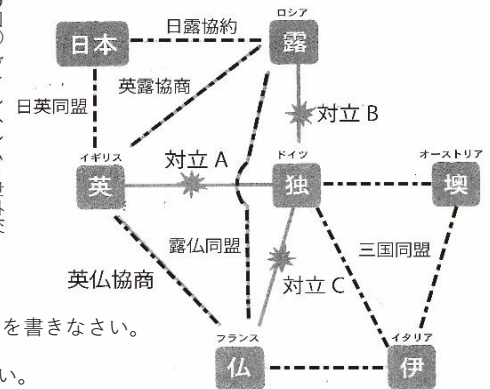 日露協約
ロシア
日本
露
英露協商
日英同盟
対立 B
イギリス
対立 A
ドイツ
オーストリア
英
独
墺
露仏同盟
三国同盟
英仏協商
対立 C
を書きなさい。
フランス
イタリア
仏
伊
い。